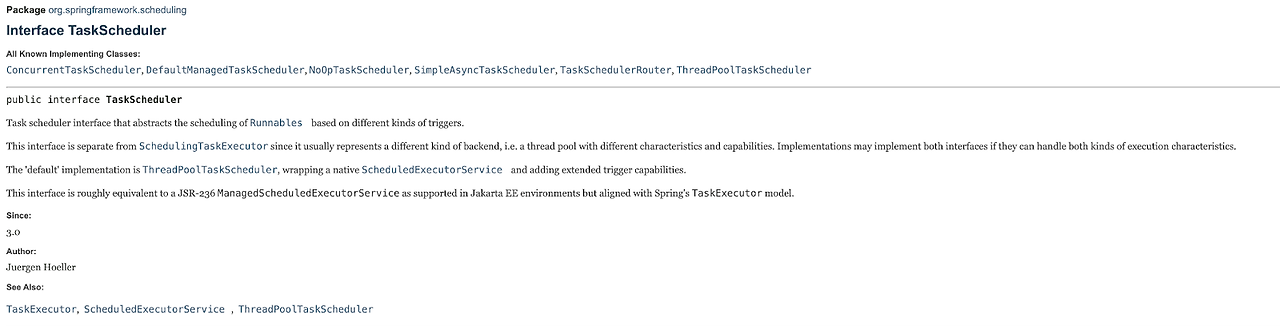 Package org.springframework.scheduling
Interface TaskScheduler
All Known Implementing Classes:
ConcurrentTaskScheduler, DefaultManagedTaskScheduler, NoOpTaskScheduler, SimpleAsyncTaskScheduler, TaskSchedulerRouter, ThreadPoolTaskScheduler
public interface TaskScheduler
Task scheduler interface that abstracts the scheduling of Runnables based on different kinds of triggers.
This interface is separate from SchedulingTaskExecutor since it usually represents a different kind of backend, i.e. a thread pool with different characteristics and capabilities. Implementations may implement both interfaces if they can handle both kinds of execution characteristics.
The 'default' implementation is ThreadPoolTaskScheduler, wrapping a native ScheduledExecutorService and adding extended trigger capabilities.
This interface is roughly equivalent to a JSR-236 ManagedScheduledExecutorService as supported in Jakarta EE environments but aligned with Spring's TaskExecutor model.
Since:
3.0
Author:
Juergen Hoeller
See Also:
TaskExecutor, ScheduledExecutorService , ThreadPoolTaskScheduler